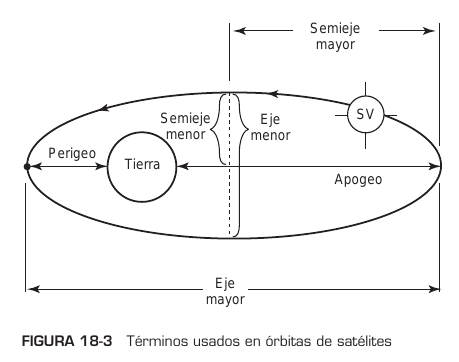 Semieje
mayor
SV
Semieje
menor
Eje
menor
Perigeo
Tierra
Apogeo
Eje
mayor
FIGURA 18-3 Términos usados en órbitas de satélites